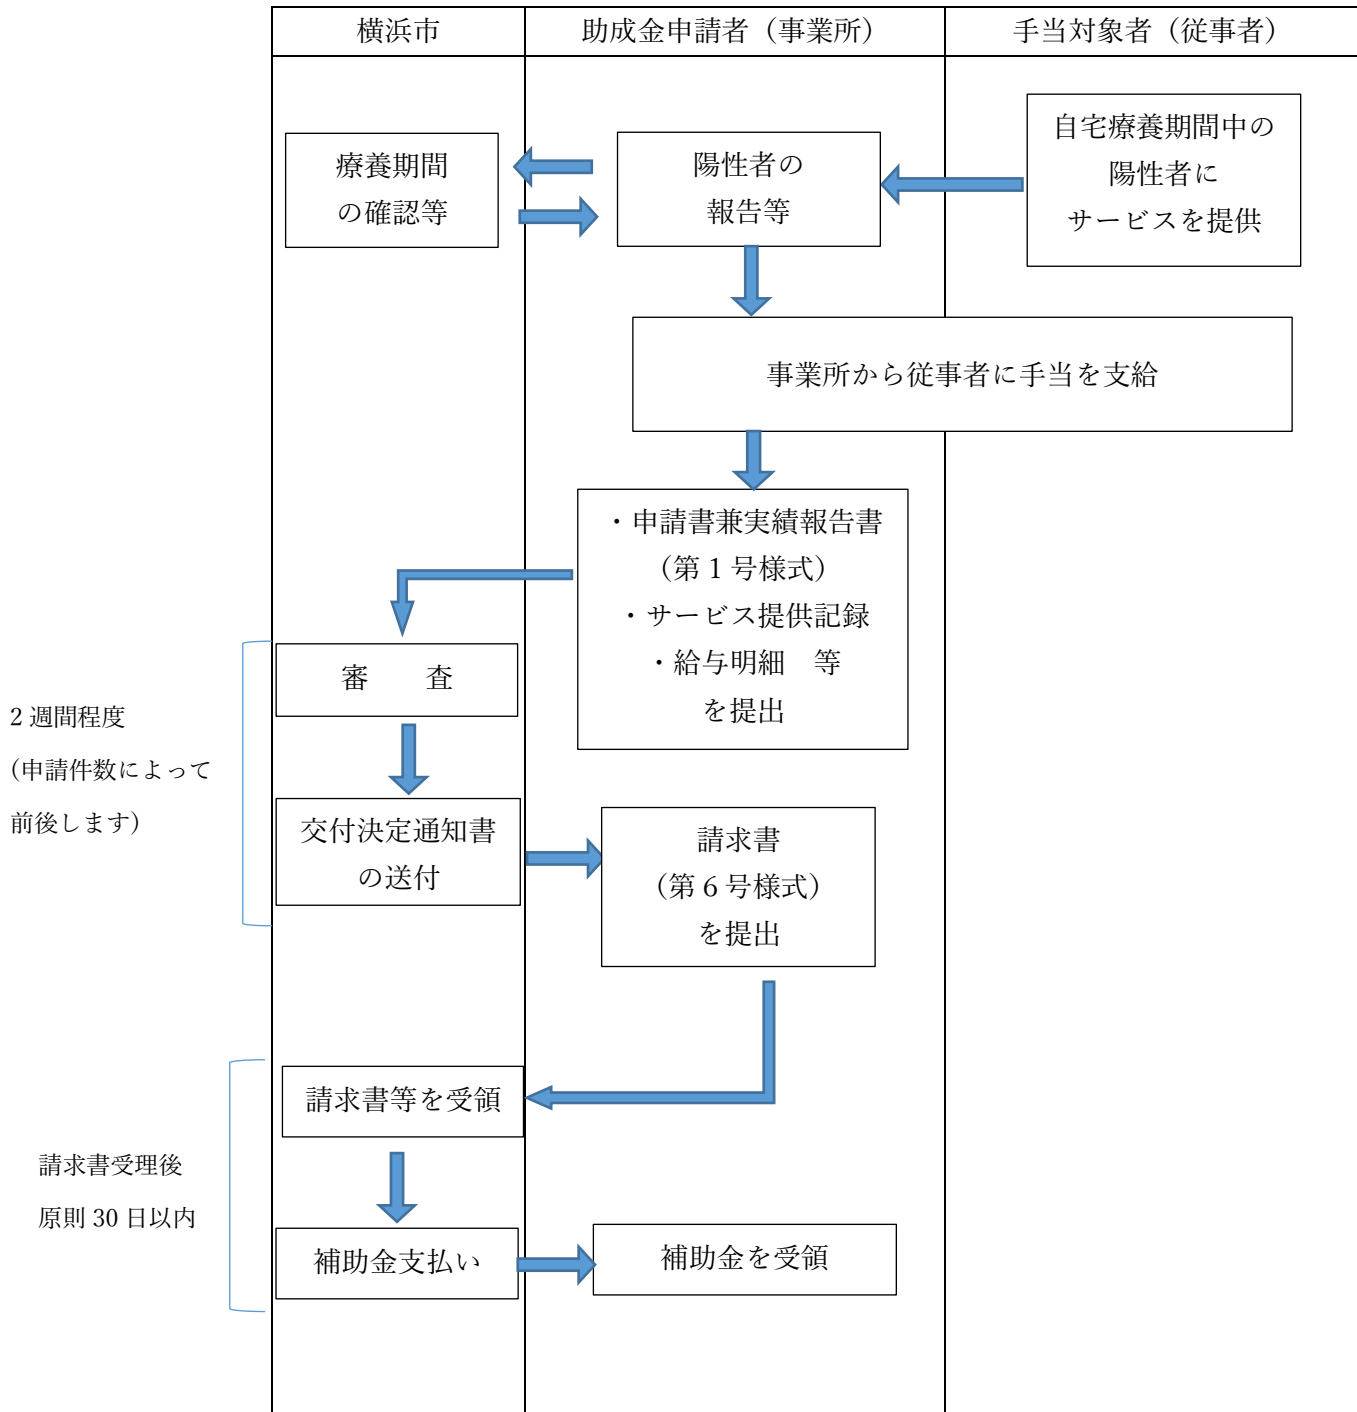 横浜市
助成金申請者（事業所）
手当対象者（従事者）
療養期間
の確認等
陽性者の
報告等
自宅療養期間中の
陽性者に
サービスを提供
事業所から従事者に手当を支給
・申請書兼実績報告書
（第1号様式）
・サービス提供記録
・給与明細　等
を提出
審　　査
2週間程度
（申請件数によって
前後します）
交付決定通知書
の送付
請求書
（第6号様式）
を提出
請求書等を受領
請求書受理後
原則30日以内
補助金支払い
補助金を受領